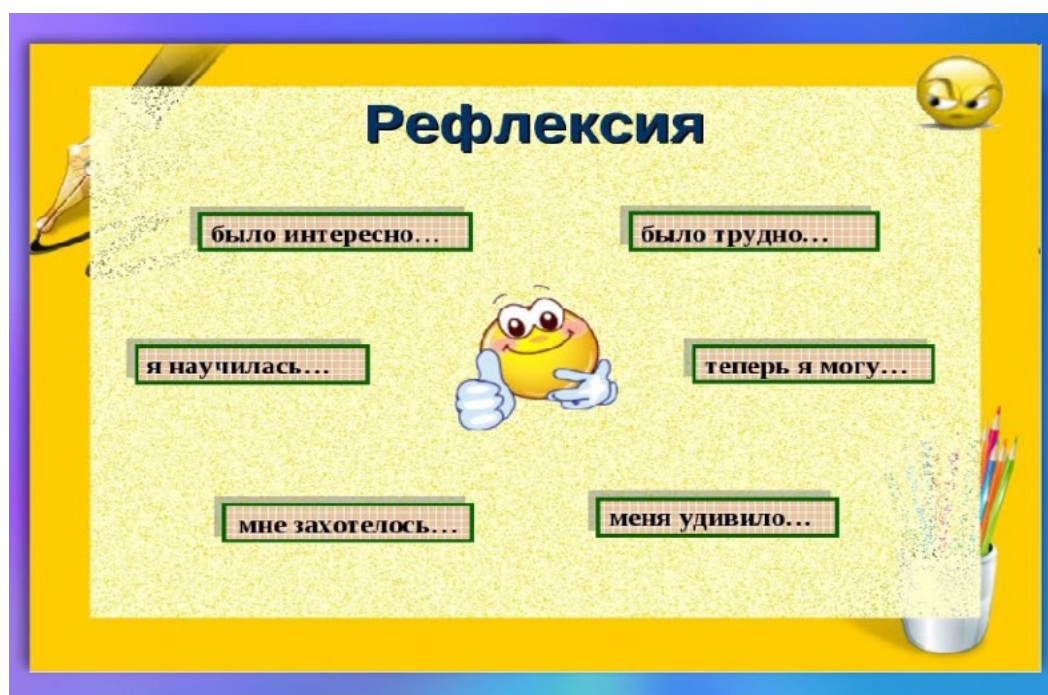 Рефлексия
было интересно…
было трудно…
я научилась…
теперь я могу…
мне захотелось…
меня удивило…